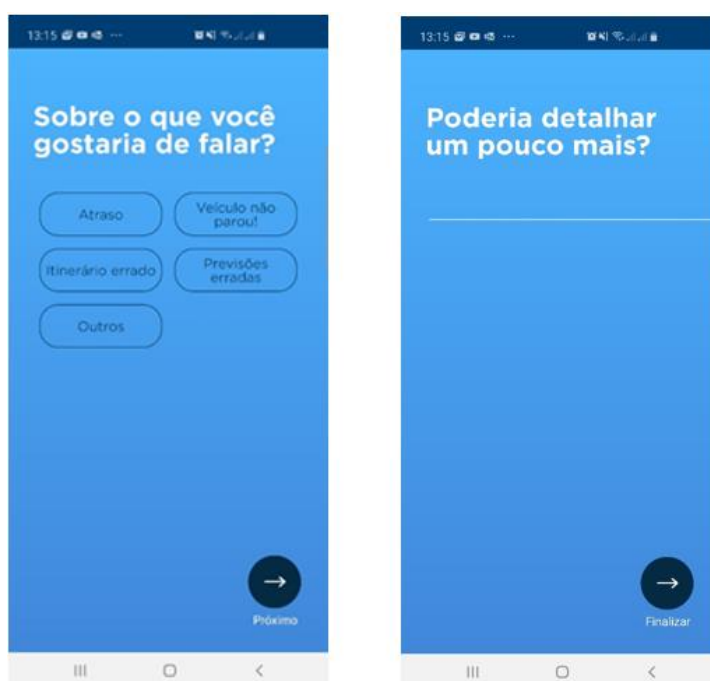 13:15
Sobre o que você
gostaria de falar?
Atraso
Veículo não
parou!
Itinerário errado
Previsões
erradas
Outros
Próximo
13:15
Poderia detalhar
um pouco mais?
Finalizar